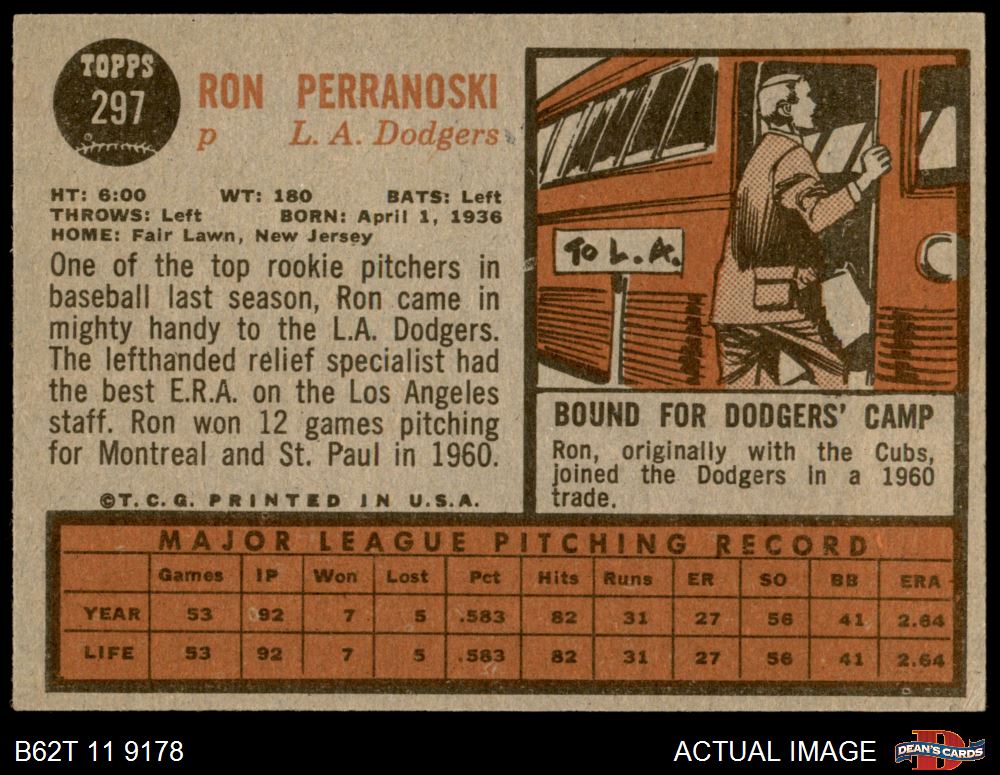 TOPPS
297
RON PERRANOSKI
p L. A. Dodgers
HT: 6:00 WT: 180 BATS: Left
THROWS: Left BORN: April 1, 1936
HOME: Fair Lawn, New Jersey
One of the top rookie pitchers in
baseball last season, Ron came in
mighty handy to the L.A. Dodgers.
The lefthanded relief specialist had
the best E.R.A. on the Los Angeles
staff. Ron won 12 games pitching
for Montreal and St. Paul in 1960.
©T.C.G. PRINTED IN U.S.A.
TO L.A.
BOUND FOR DODGERS' CAMP
Ron, originally with the Cubs,
joined the Dodgers in a 1960
trade.
MAJOR LEAGUE PITCHING RECORD
Games IP Won Lost Pct Hits Runs ER SO BB ERA
YEAR 53 92 7 5 .583 82 31 27 56 41 2.64
LIFE 53 92 7 5 .583 82 31 27 56 41 2.64
B62T 11 9178
ACTUAL IMAGE
D
DEAN'S CARDS